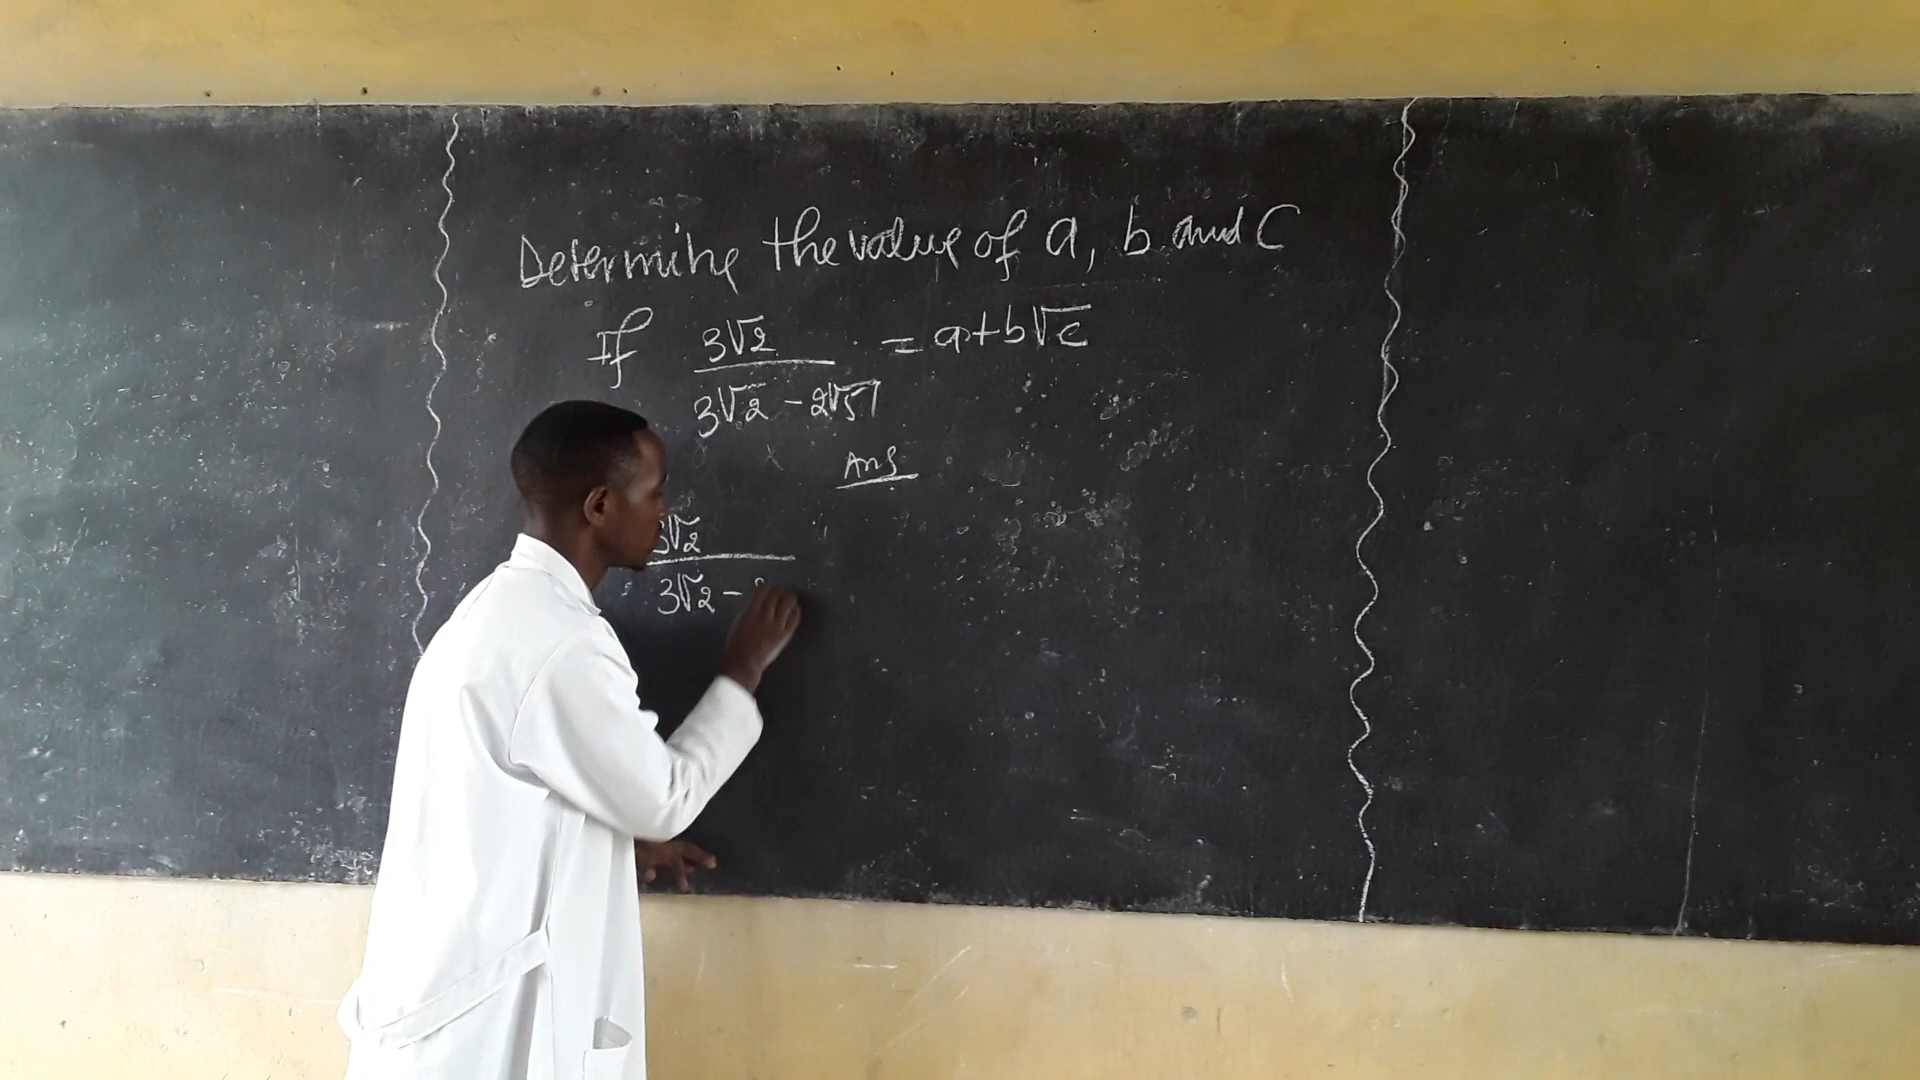 Determine the value of a, b and c
If 3√2 / 3√2 - 2√5 = a+b√c
Ans
3√2
3√2 -